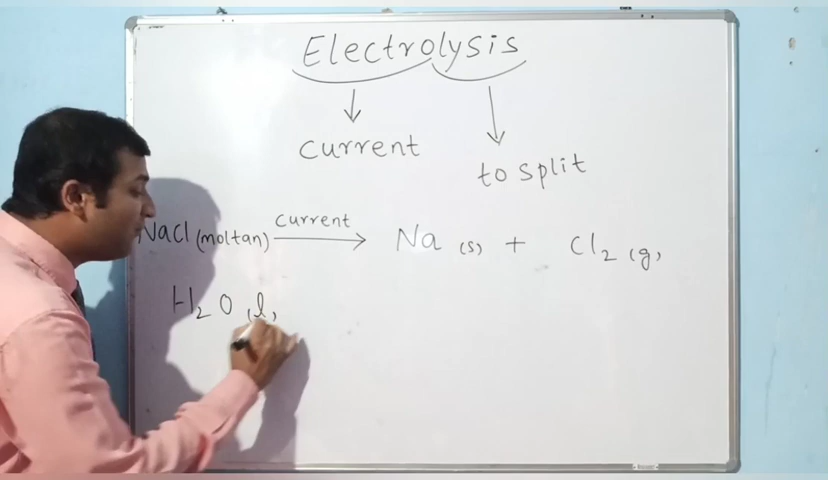 Electrolysis
current
to split
NaCl (moltan) current Na (s) + Cl2 (g)
H2O (l)